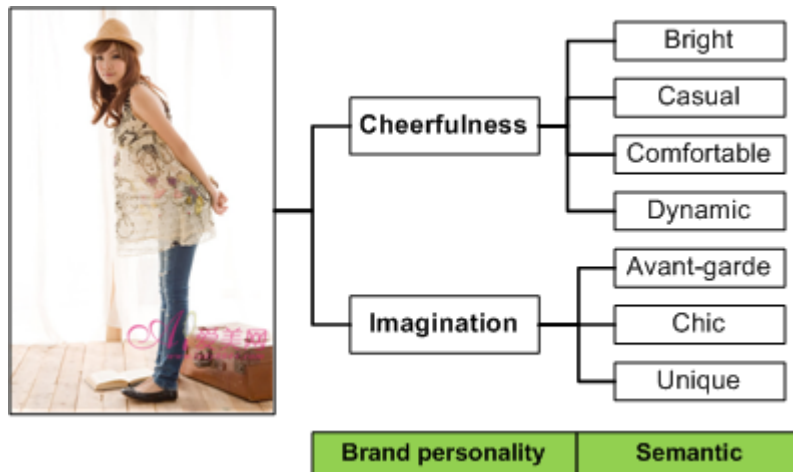 Bright
Casual
Cheerfulness
Comfortable
Dynamic
Avant-garde
Imagination
Chic
Unique
Brand personality
Semantic